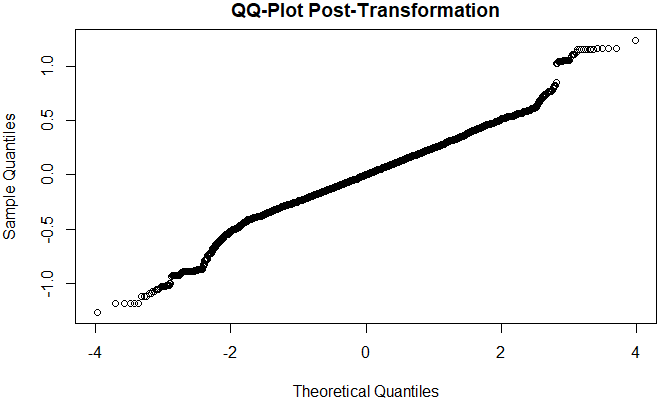 QQ-Plot Post-Transformation
Sample Quantiles
1.0
0.5
0.0
-0.5
-1.0
-4 -2 0 2 4
Theoretical Quantiles